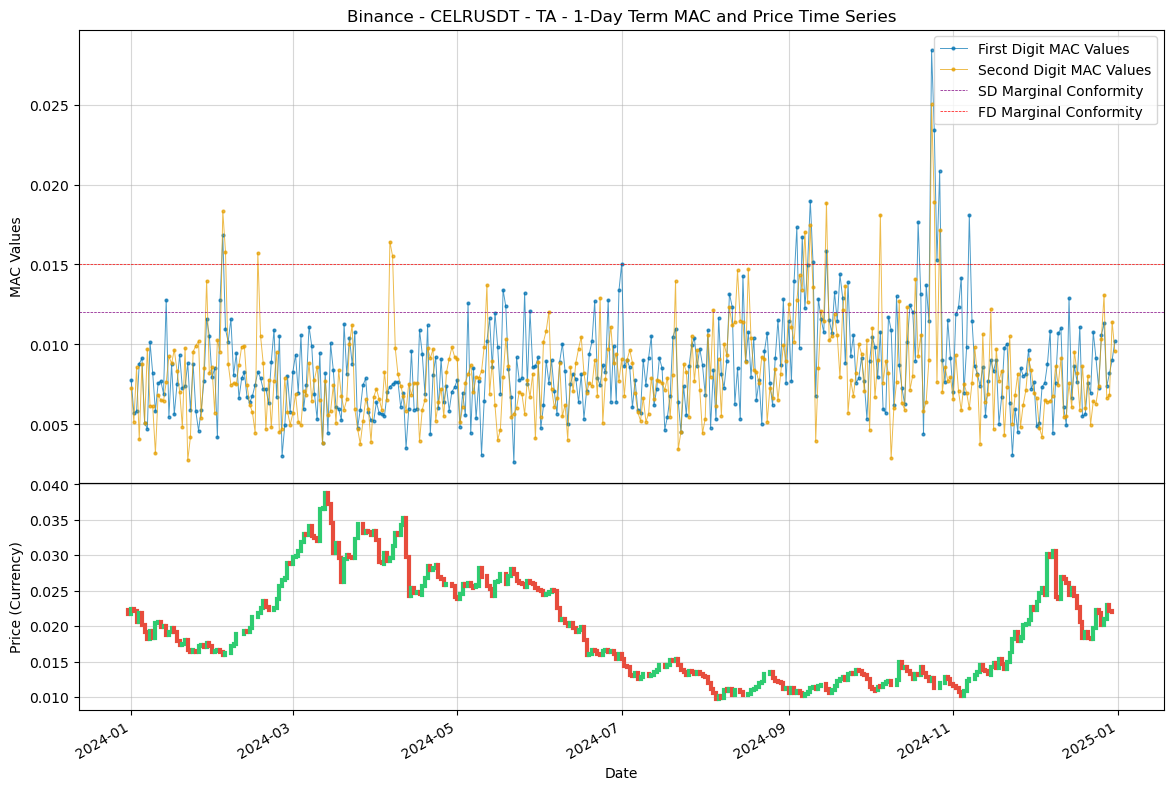 Binance - CELRUSDT - TA - 1-Day Term MAC and Price Time Series
First Digit MAC Values
Second Digit MAC Values
SD Marginal Conformity
FD Marginal Conformity
MAC Values
0.025
0.020
0.015
0.010
0.005
Price (Currency)
0.040
0.035
0.030
0.025
0.020
0.015
0.010
2024-01
2024-03
2024-05
2024-07
2024-09
2024-11
2025-01
Date